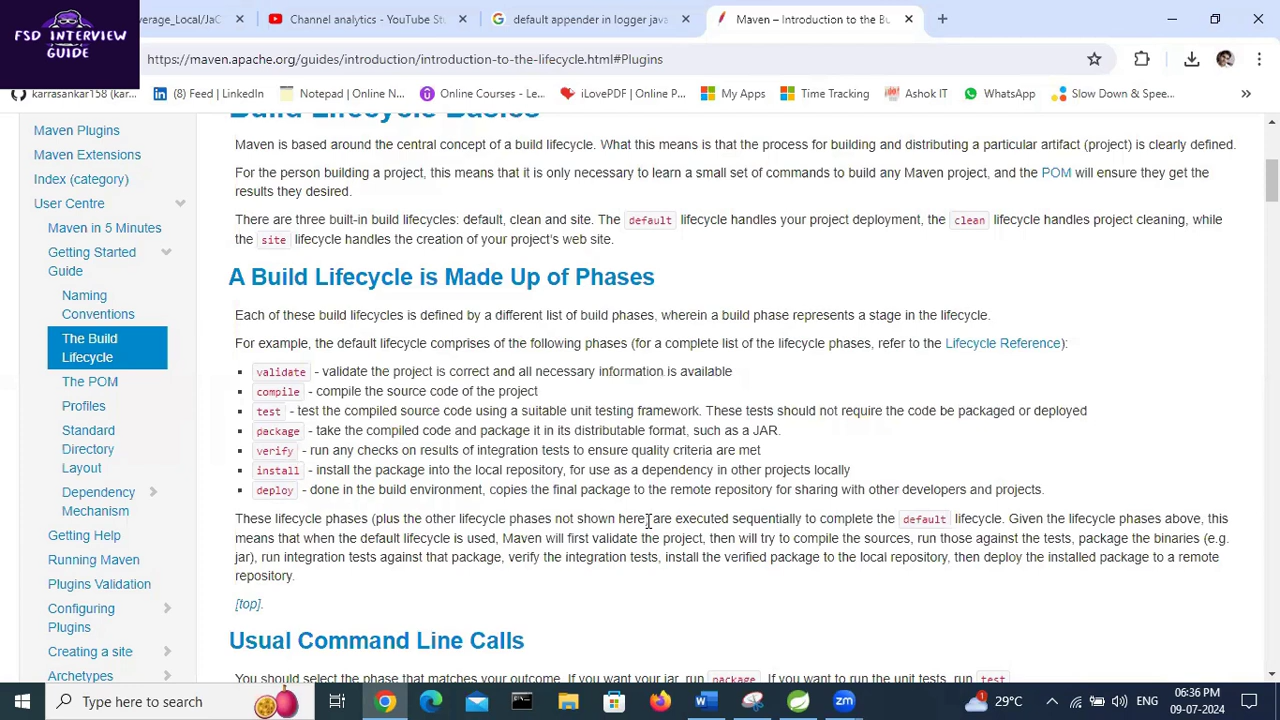 FSD INTERVIEW
GUIDE
verage_Local/JaC
Channel analytics - YouTube Stu
default appender in logger java
Maven – Introduction to the Bu
https://maven.apache.org/guides/introduction/introduction-to-the-lifecycle.html#Plugins
karrasankar158 (kar...
(8) Feed | LinkedIn
Notepad | Online N...
Online Courses - Le...
iLovePDF | Online P...
My Apps
Time Tracking
Ashok IT
WhatsApp
Slow Down & Spee...
Maven Plugins
Maven Extensions
Index (category)
User Centre
Maven in 5 Minutes
Getting Started
Guide
Naming
Conventions
The Build
Lifecycle
The POM
Profiles
Standard
Directory
Layout
Dependency
Mechanism
Getting Help
Running Maven
Plugins Validation
Configuring
Plugins
Creating a site
Archetypes
Build Lifecycle Basics
Maven is based around the central concept of a build lifecycle. What this means is that the process for building and distributing a particular artifact (project) is clearly defined.
For the person building a project, this means that it is only necessary to learn a small set of commands to build any Maven project, and the POM will ensure they get the
results they desired.
There are three built-in build lifecycles: default, clean and site. The default lifecycle handles your project deployment, the clean lifecycle handles project cleaning, while
the site lifecycle handles the creation of your project's web site.
A Build Lifecycle is Made Up of Phases
Each of these build lifecycles is defined by a different list of build phases, wherein a build phase represents a stage in the lifecycle.
For example, the default lifecycle comprises of the following phases (for a complete list of the lifecycle phases, refer to the Lifecycle Reference):
validate - validate the project is correct and all necessary information is available
compile - compile the source code of the project
test - test the compiled source code using a suitable unit testing framework. These tests should not require the code be packaged or deployed
package - take the compiled code and package it in its distributable format, such as a JAR.
verify - run any checks on results of integration tests to ensure quality criteria are met
install - install the package into the local repository, for use as a dependency in other projects locally
deploy - done in the build environment, copies the final package to the remote repository for sharing with other developers and projects.
These lifecycle phases (plus the other lifecycle phases not shown here) are executed sequentially to complete the default lifecycle. Given the lifecycle phases above, this
means that when the default lifecycle is used, Maven will first validate the project, then will try to compile the sources, run those against the tests, package the binaries (e.g.
jar), run integration tests against that package, verify the integration tests, install the verified package to the local repository, then deploy the installed package to a remote
repository.
[top].
Usual Command Line Calls
You should select the phase that matches your outcome. If you want your jar, run package. If you want to run the unit tests, run test
Type here to search
29°C
ENG
06:36 PM
09-07-2024